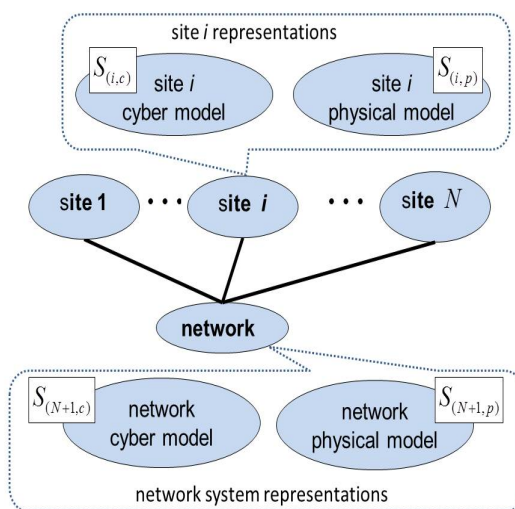 site i representations
S(i,c)
site i
cyber model
S(i,p)
site i
physical model
site 1 ··· site i ··· site N
network
S(N+1,c)
network
cyber model
S(N+1,p)
network
physical model
network system representations